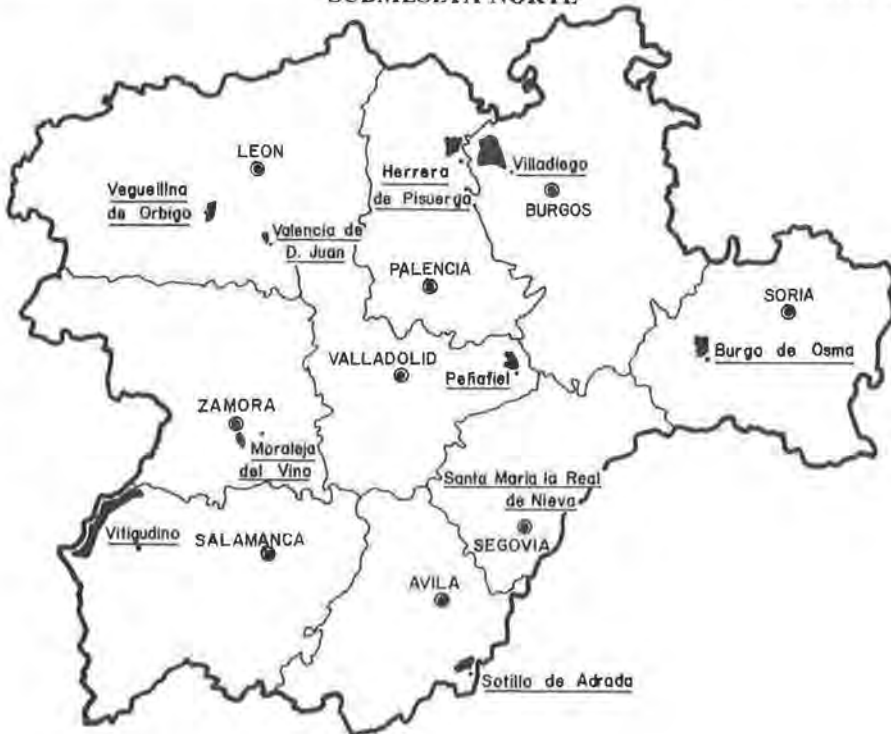 SUBMESETA NORTE
LEON
Veguellina
de Orbigo
Valencia de
D. Juan
Herrera
de Pisuerga
Villadiego
BURGOS
PALENCIA
SORIA
Burgo de Osma
VALLADOLID
Peñafiel
ZAMORA
Moraleja
del Vino
Santa Maria la Real
de Nieva
SEGOVIA
Vitigudino
SALAMANCA
AVILA
Sotillo de Adrada